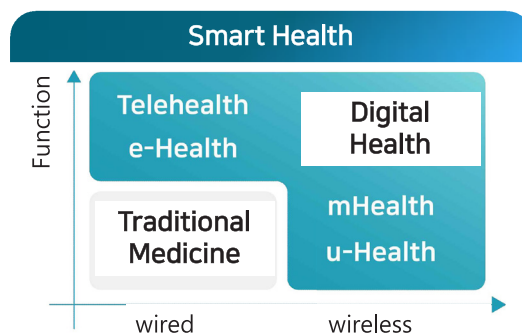 Smart Health
Function
Telehealth
e-Health
Digital
Health
Traditional
Medicine
mHealth
u-Health
wired
wireless